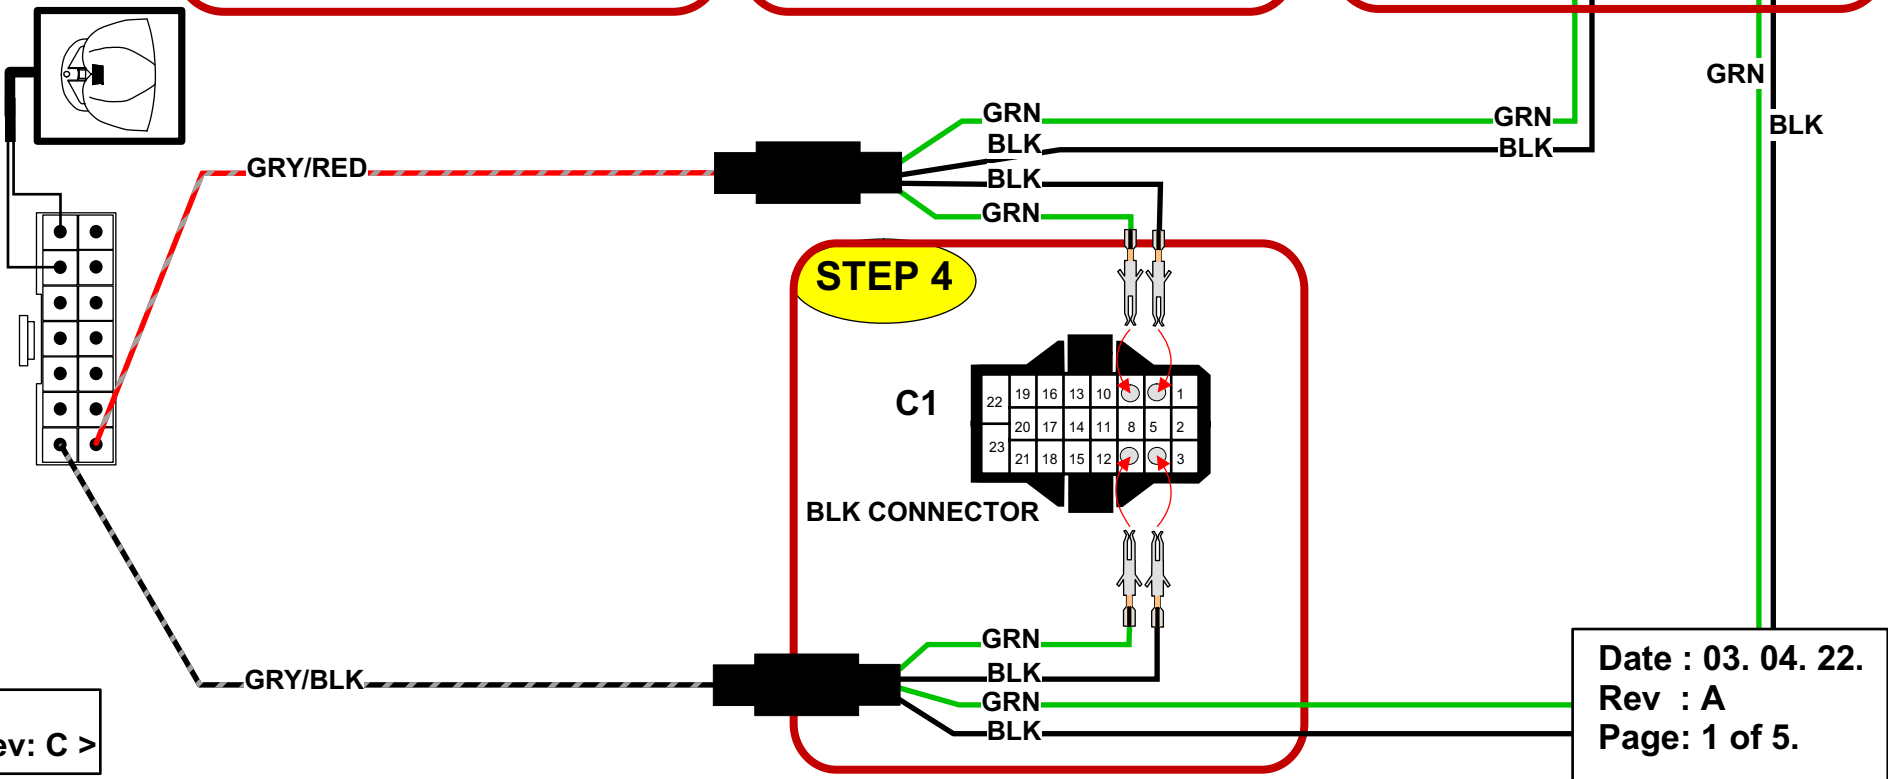 GRN
BLK
GRN
BLK
BLK
GRN
GRN
BLK
GRY/RED
STEP 4
C1
22 19 16 13 10 1
20 17 14 11 8 5 2
23 21 18 15 12 3
BLK CONNECTOR
GRN
BLK
GRN
BLK
GRY/BLK
ev: C >
Date : 03. 04. 22.
Rev : A
Page: 1 of 5.